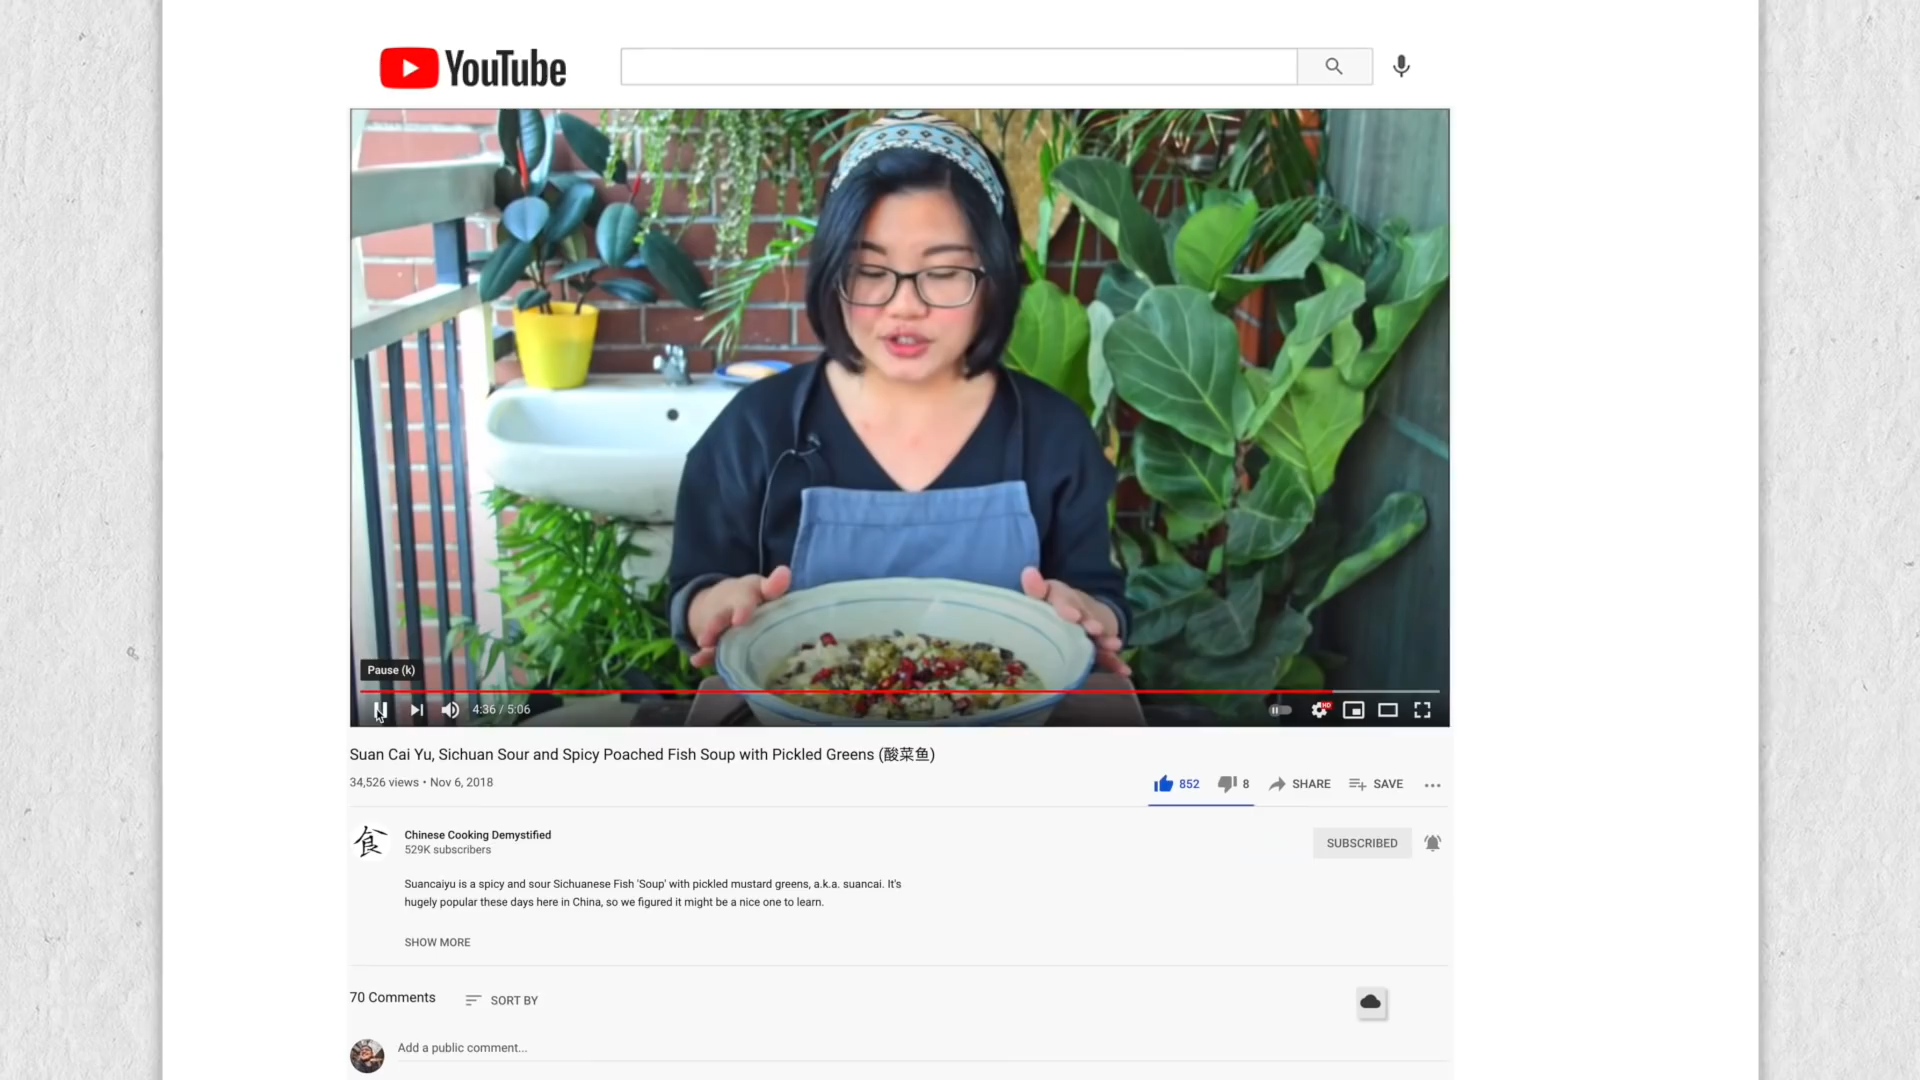 YouTube
Pause (k)
4:36 / 5:06
HD
Suan Cai Yu, Sichuan Sour and Spicy Poached Fish Soup with Pickled Greens (酸菜鱼)
34,526 views • Nov 6, 2018
852
8
SHARE
SAVE
食
Chinese Cooking Demystified
529K subscribers
SUBSCRIBED
Suancaiyu is a spicy and sour Sichuanese Fish 'Soup' with pickled mustard greens, a.k.a. suancai. It's
hugely popular these days here in China, so we figured it might be a nice one to learn.
SHOW MORE
70 Comments
SORT BY
Add a public comment...